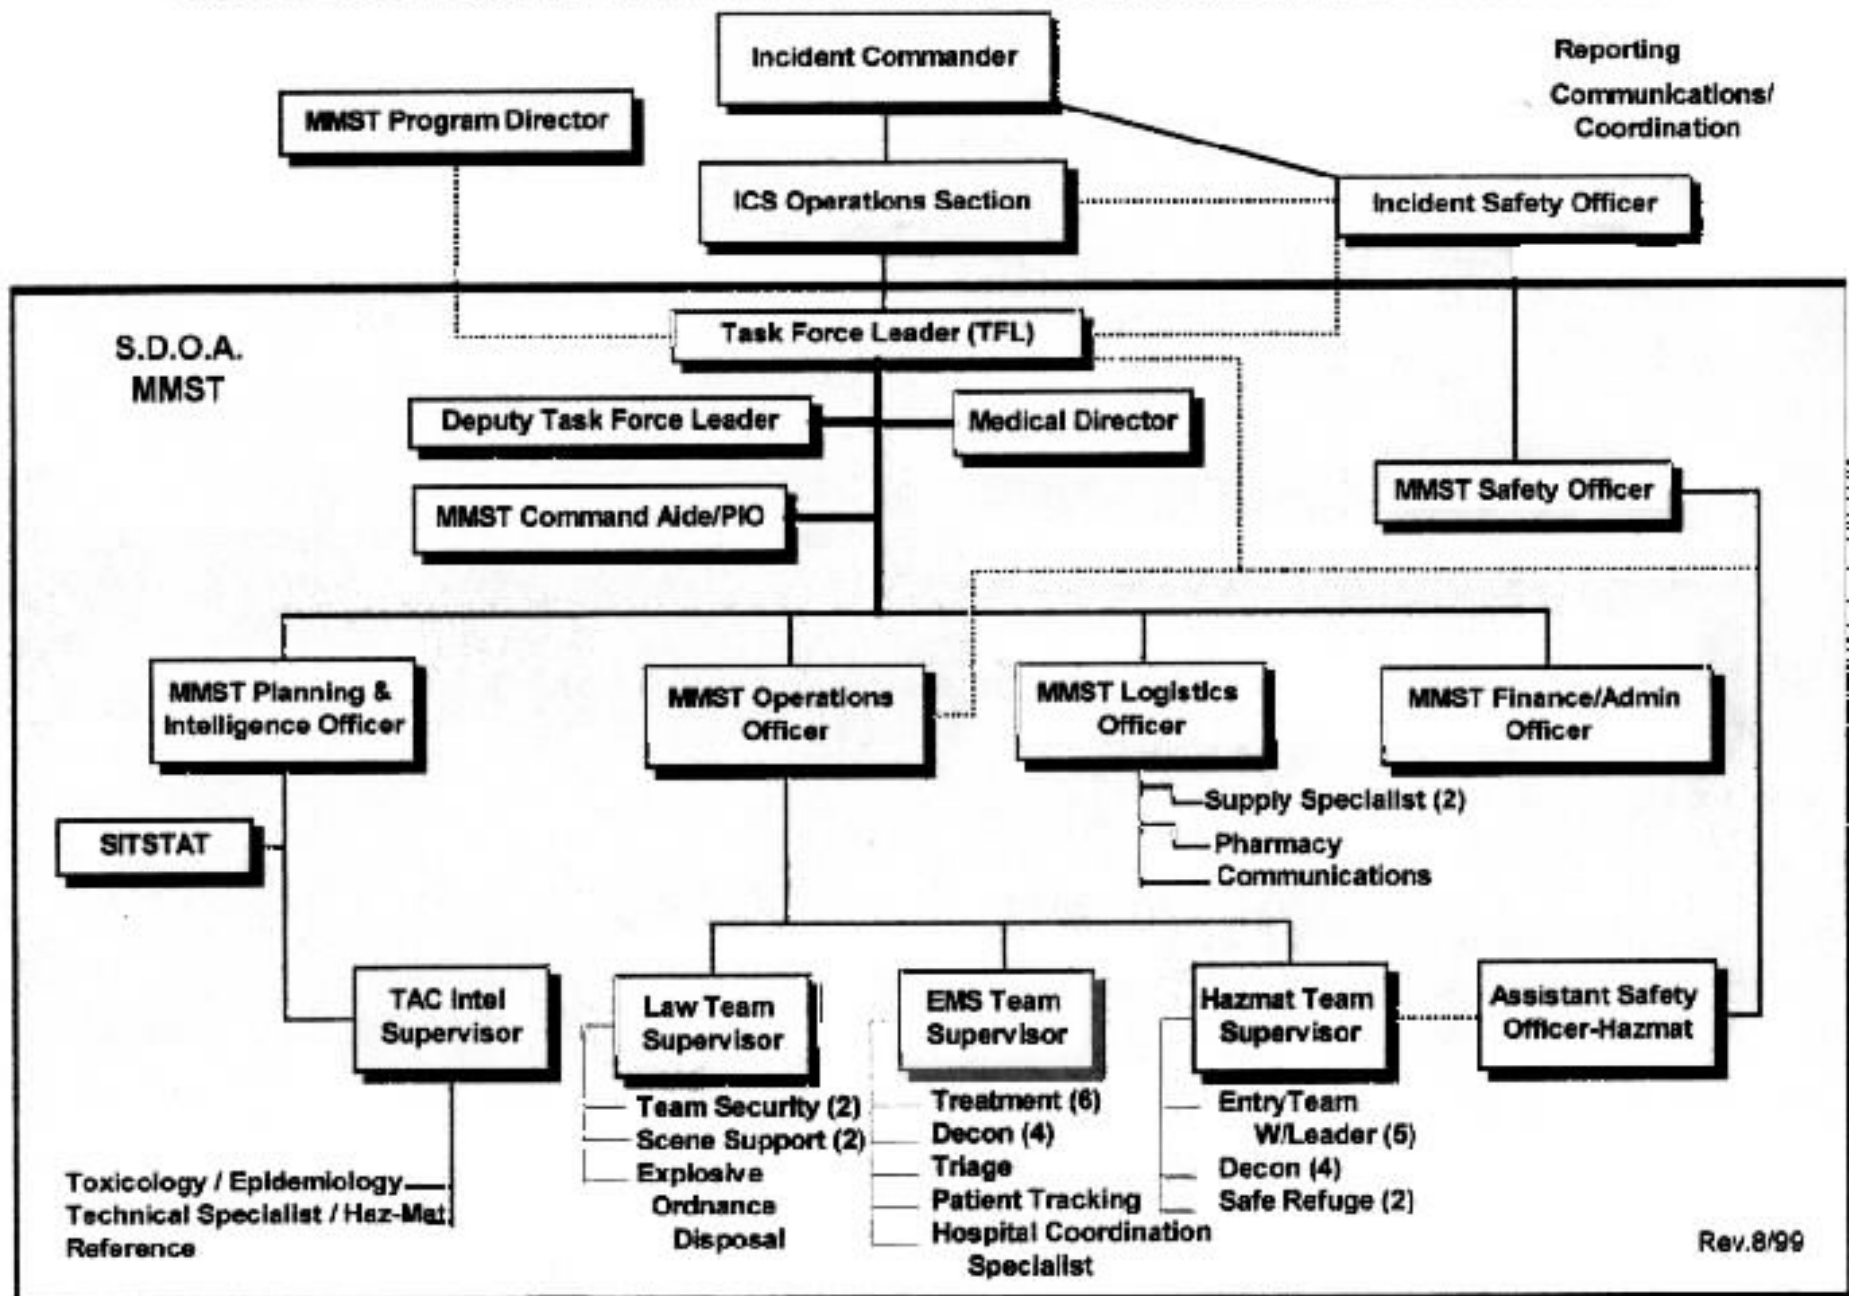 Incident Commander
Reporting
Communications/
Coordination
MMST Program Director
ICS Operations Section
Incident Safety Officer
S.D.O.A.
MMST
Task Force Leader (TFL)
Deputy Task Force Leader
Medical Director
MMST Command Aide/PIO
MMST Safety Officer
MMST Planning &
Intelligence Officer
MMST Operations
Officer
MMST Logistics
Officer
MMST Finance/Admin
Officer
Supply Specialist (2)
Pharmacy
Communications
SITSTAT
TAC Intel
Supervisor
Law Team
Supervisor
EMS Team
Supervisor
Hazmat Team
Supervisor
Assistant Safety
Officer-Hazmat
Toxicology / Epidemiology
Technical Specialist / Haz-Mat
Reference
Team Security (2)
Scene Support (2)
Explosive
Ordnance
Disposal
Treatment (6)
Decon (4)
Triage
Patient Tracking
Hospital Coordination
Specialist
EntryTeam
W/Leader (5)
Decon (4)
Safe Refuge (2)
Rev.8/99